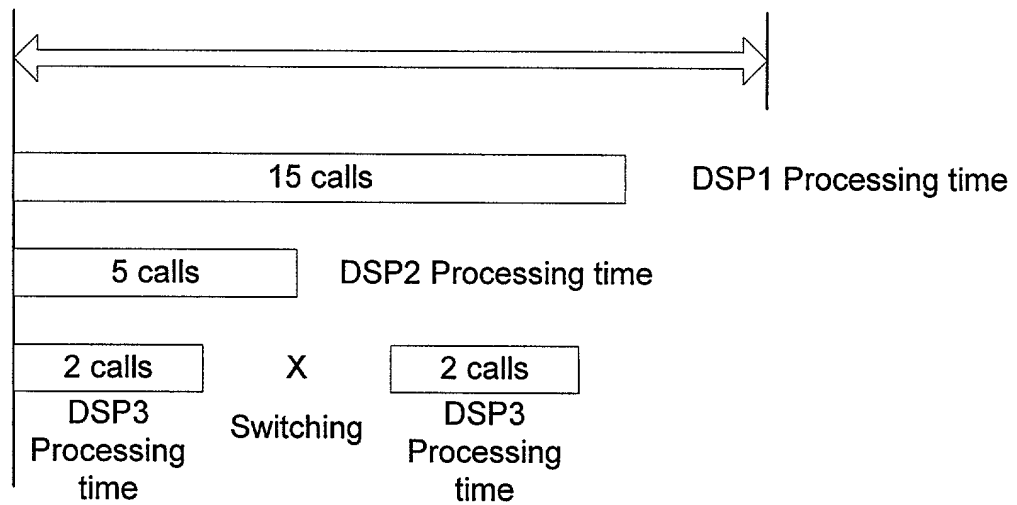 15 calls
DSP1 Processing time
5 calls
DSP2 Processing time
2 calls
X
2 calls
DSP3
Processing
time
Switching
DSP3
Processing
time